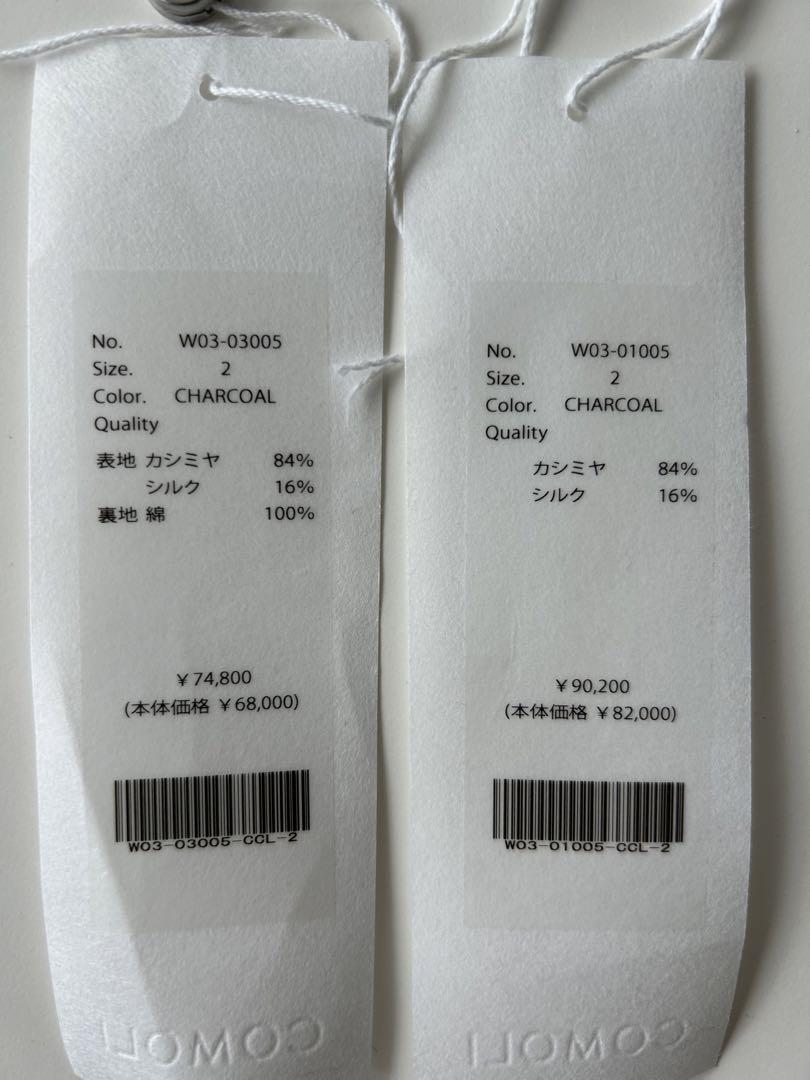 No. W03-03005
Size. 2
Color. CHARCOAL
Quality
表地 カシミヤ 84%
シルク 16%
裏地 綿 100%
￥74,800
(本体価格 ￥68,000)
W03-03005-CCL-2
COMOLI
No. W03-01005
Size. 2
Color. CHARCOAL
Quality
カシミヤ 84%
シルク 16%
￥90,200
(本体価格 ￥82,000)
W03-01005-CCL-2
COMOLI